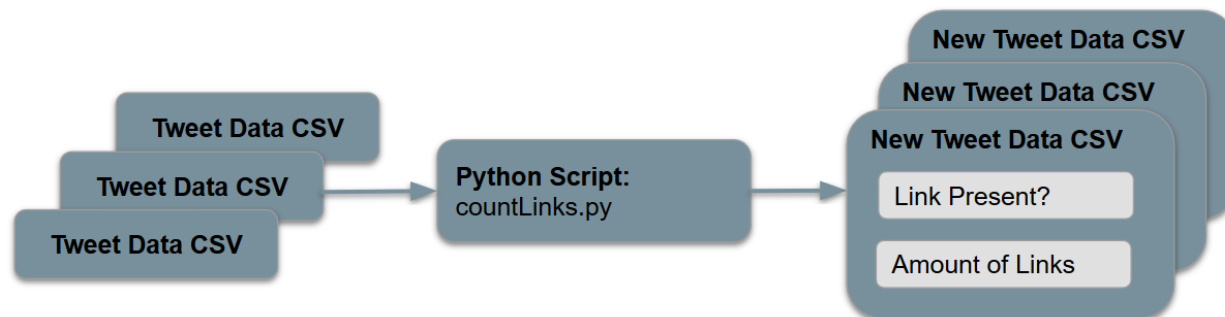 Tweet Data CSV
Tweet Data CSV
Tweet Data CSV
Python Script:
countLinks.py
New Tweet Data CSV
New Tweet Data CSV
New Tweet Data CSV
Link Present?
Amount of Links